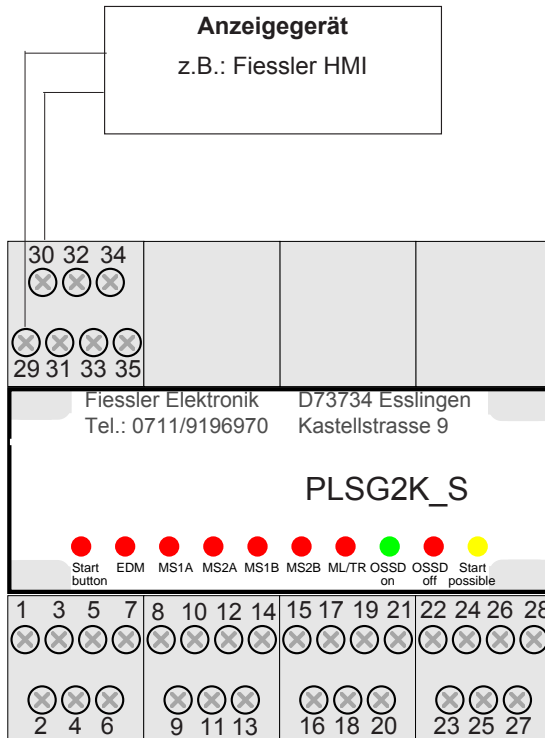 Anzeigegerät
z.B.: Fiessler HMI
30 32 34
29 31 33 35
Fiessler Elektronik D73734 Esslingen
Tel.: 0711/9196970 Kastellstrasse 9
PLSG2K_S
Start button EDM MS1A MS2A MS1B MS2B ML/TR OSSD on OSSD off Start possible
1 3 5 7 8 10 12 14 15 17 19 21 22 24 26 28
2 4 6 9 11 13 16 18 20 23 25 27